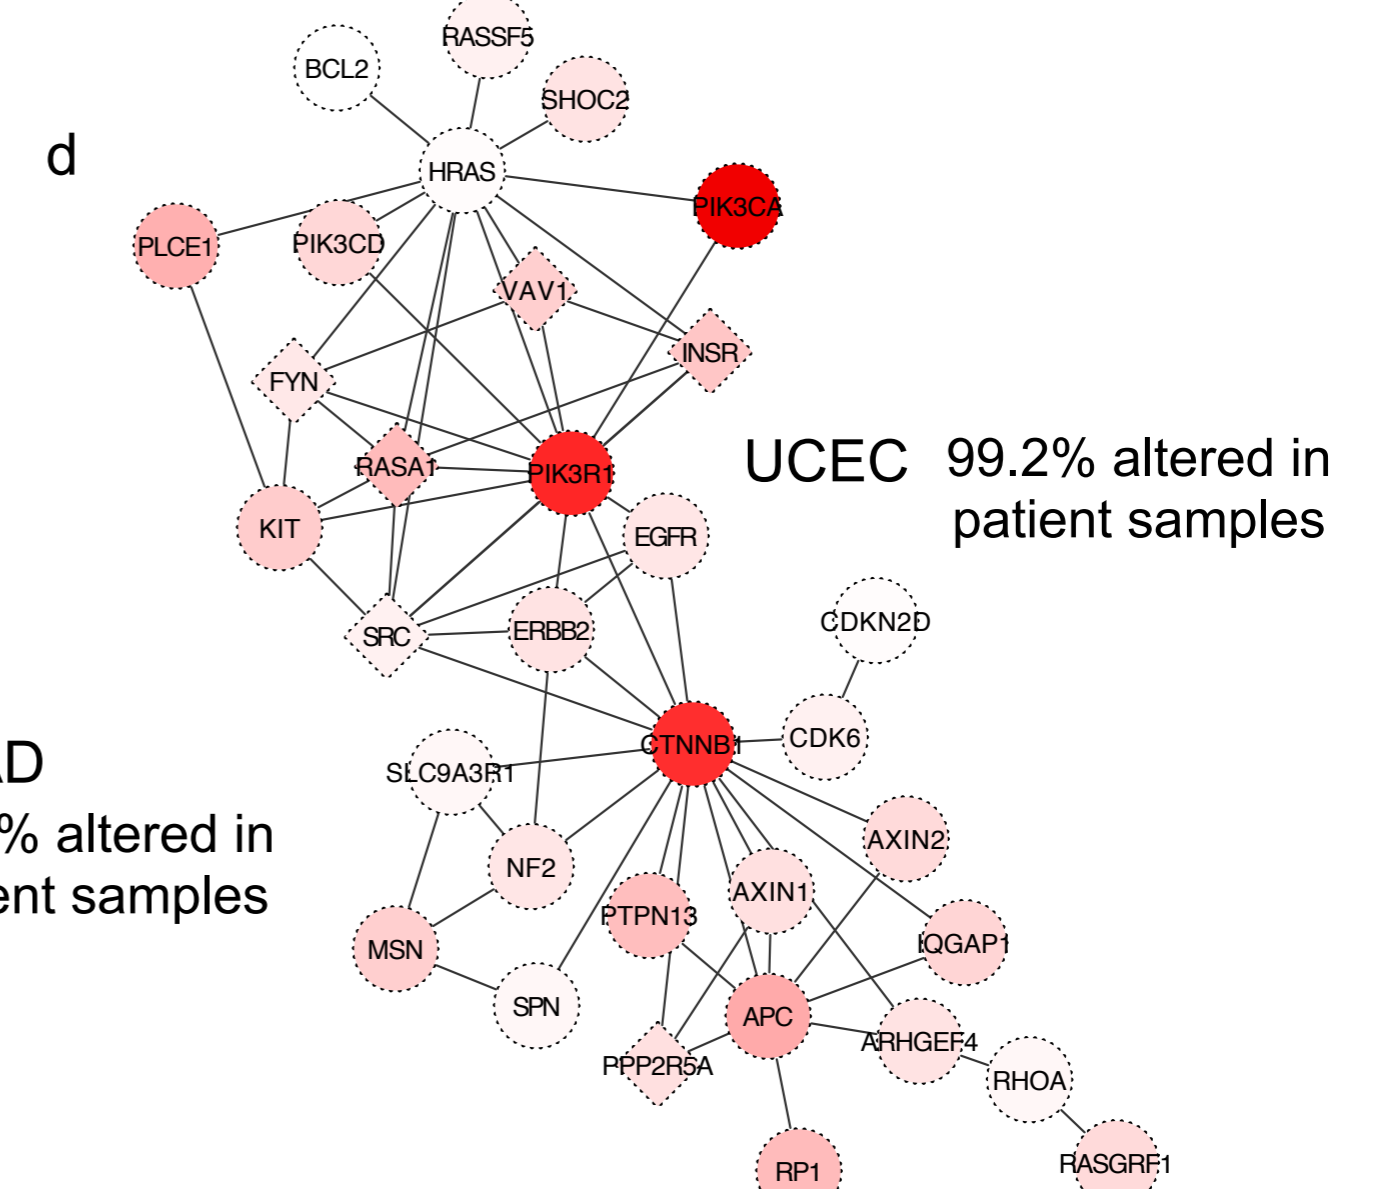 RASSF5
BCL2
SHOC2
d
HRAS
PIK3CA
PLCE1
PIK3CD
VAV1
INSR
FYN
UCEC 99.2% altered in
patient samples
RASA1
PIK3R1
KIT
EGFR
CDKN2D
SRC
ERBB2
CTNNB1
CDK6
SLC9A3R1
% altered in
samples
AXIN2
NF2
AXIN1
PTPN13
IQGAP1
MSN
SPN
APC
ARHGEF4
PPP2R5A
RHOA
RP1
RASGRF1